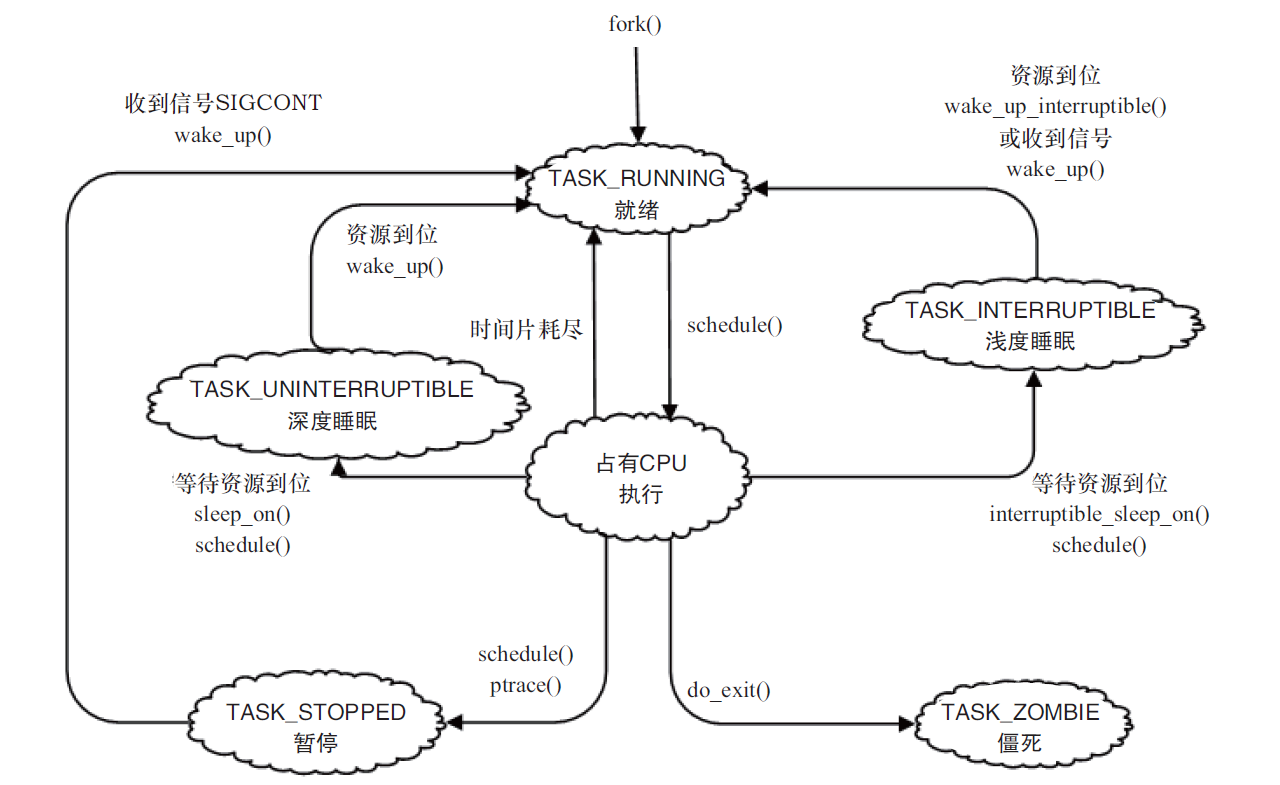 fork()
收到信号SIGCONT
wake_up()
资源到位
wake_up_interruptible()
或收到信号
wake_up()
TASK_RUNNING
就绪
资源到位
wake_up()
时间片耗尽
schedule()
TASK_INTERRUPTIBLE
浅度睡眠
TASK_UNINTERRUPTIBLE
深度睡眠
占有CPU
执行
等待资源到位
sleep_on()
schedule()
等待资源到位
interruptible_sleep_on()
schedule()
schedule()
ptrace()
do_exit()
TASK_STOPPED
暂停
TASK_ZOMBIE
僵死